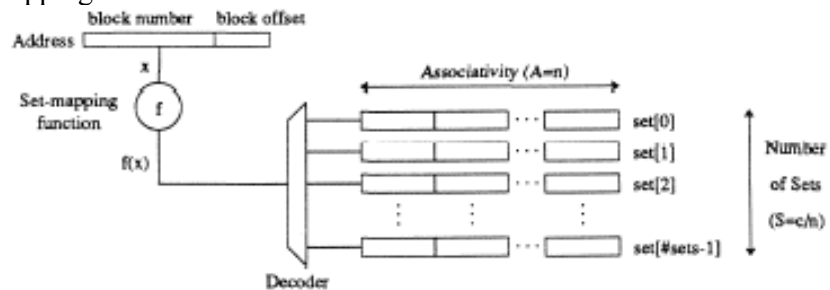 pping
block number block offset
Address
x
Associativity (A=n)
Set-mapping
function
f
set[0]
set[1]
Number
f(x)
set[2]
of Sets
(S=c/n)
set[#sets-1]
Decoder